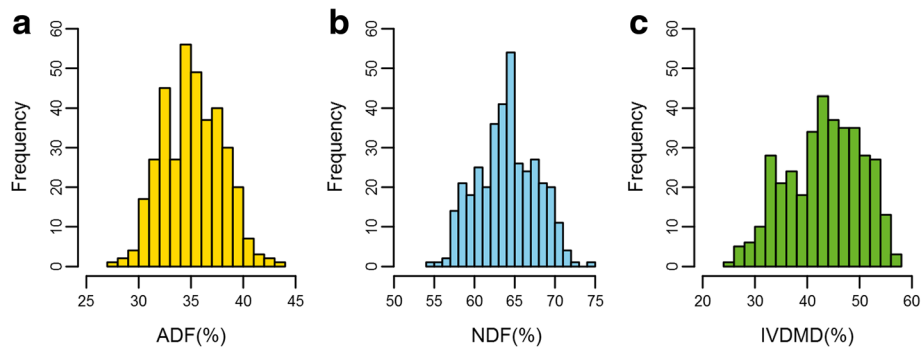 a
Frequency
0 10 20 30 40 50 60
25 30 35 40 45
ADF(%)
b
Frequency
0 10 20 30 40 50 60
50 55 60 65 70 75
NDF(%)
c
Frequency
0 10 20 30 40 50 60
20 30 40 50 60
IVDMD(%)